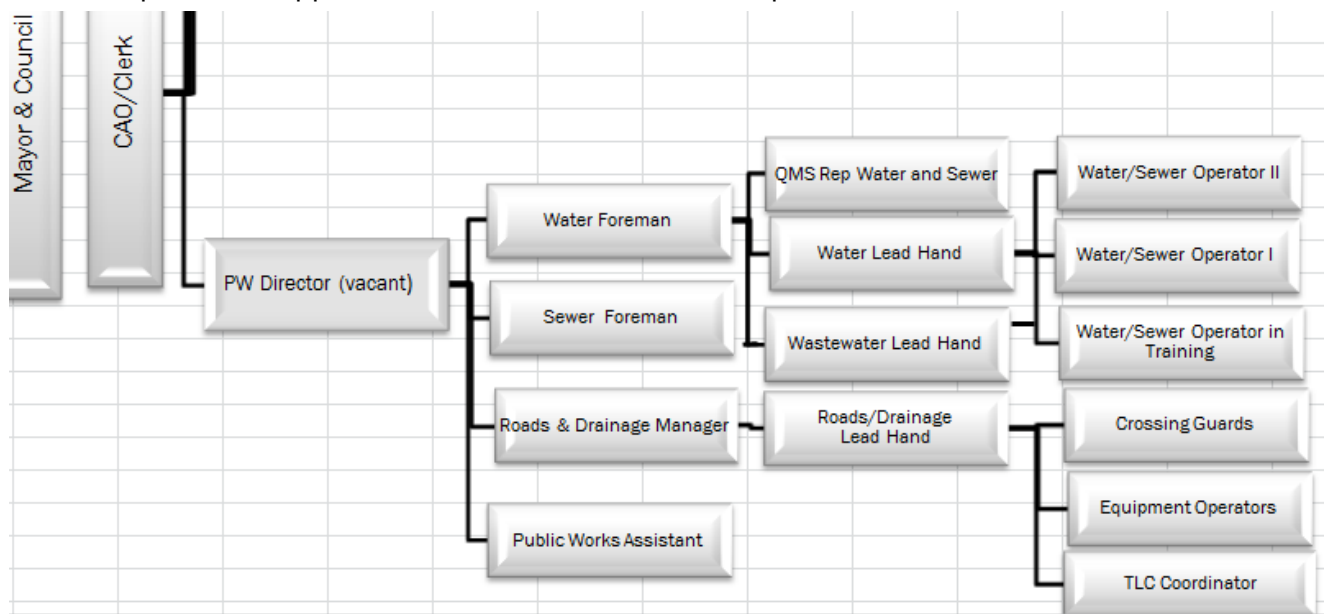 Mayor & Council
CAO/Clerk
PW Director (vacant)
Water Foreman
Sewer Foreman
Roads & Drainage Manager
Public Works Assistant
QMS Rep Water and Sewer
Water Lead Hand
Wastewater Lead Hand
Roads/Drainage
Lead Hand
Water/Sewer Operator II
Water/Sewer Operator I
Water/Sewer Operator in
Training
Crossing Guards
Equipment Operators
TLC Coordinator